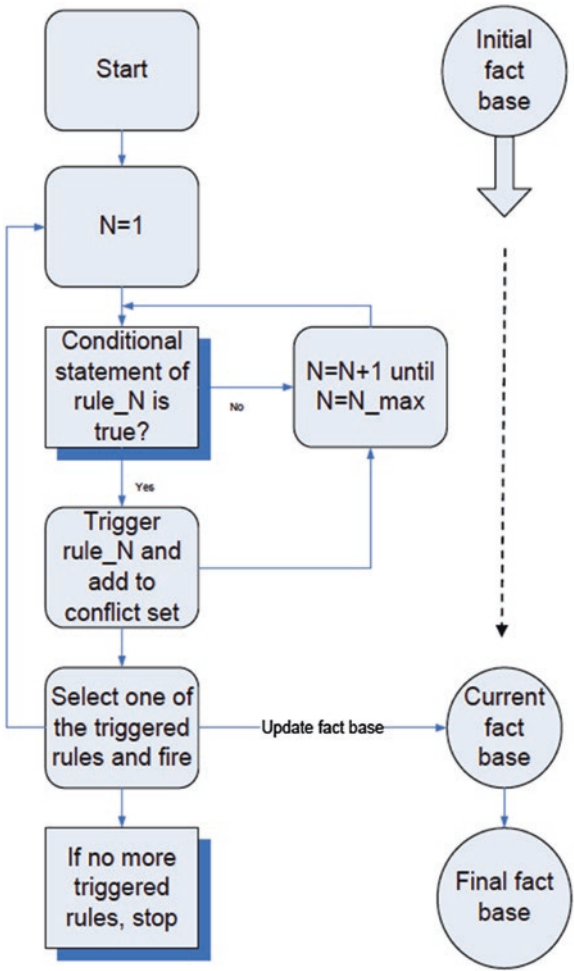 Start
Initial
fact
base
N=1
Conditional
statement of
rule_N is
true?
No
N=N+1 until
N=N_max
Yes
Trigger
rule_N and
add to
conflict set
Select one of
the triggered
rules and fire
Update fact base
Current
fact
base
If no more
triggered
rules, stop
Final fact
base